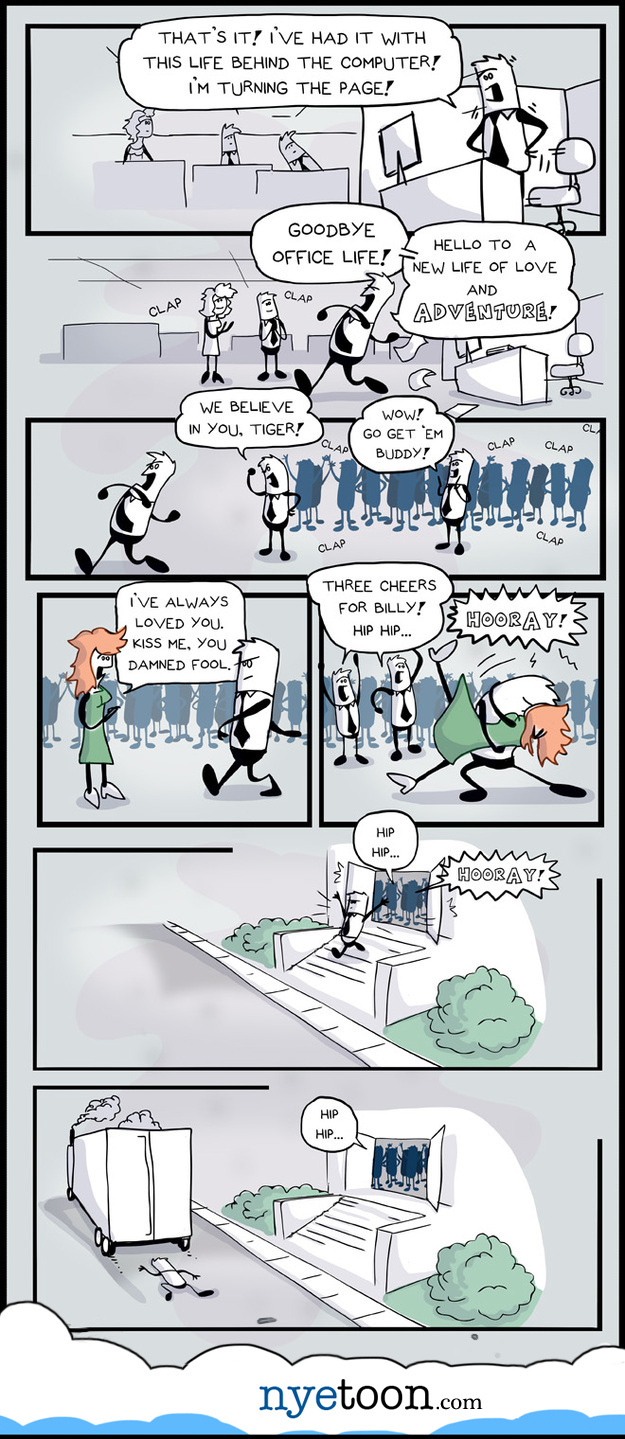 THAT'S IT! I'VE HAD IT WITH
THIS LIFE BEHIND THE COMPUTER!
I'M TURNING THE PAGE!
GOODBYE
OFFICE LIFE!
HELLO TO A
NEW LIFE OF LOVE
AND
ADVENTURE!
CLAP
CLAP
WE BELIEVE
IN YOU, TIGER!
WOW!
GO GET 'EM
BUDDY!
CLAP
CLAP
CLAP
CLA
CLAP
CLAP
I'VE ALWAYS
LOVED YOU.
KISS ME, YOU
DAMNED FOOL.
THREE CHEERS
FOR BILLY!
HIP HIP...
HOORAY!
HIP
HIP...
HOORAY!
HIP
HIP...
nyetoon.com